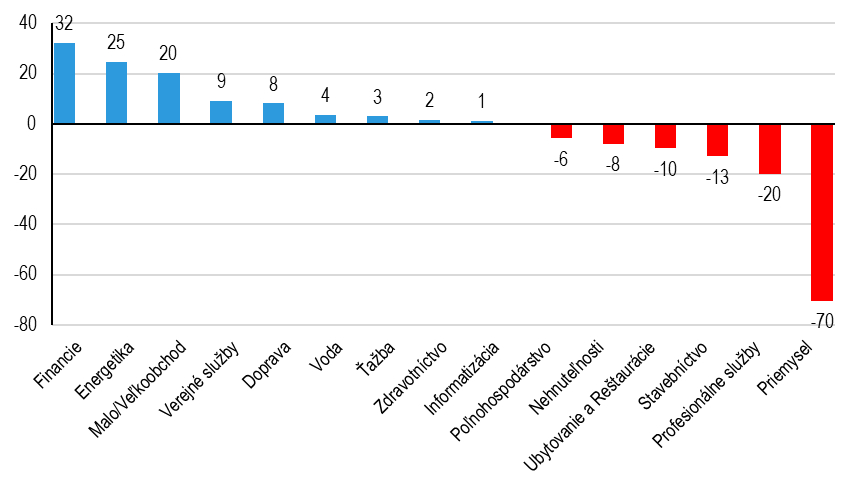 40
20
0
-20
-40
-60
-80
32
25
20
9
8
4
3
2
1
-6
-8
-10
-13
-20
-70
Financie
Energetika
Malo/Veľkoobchod
Verejné služby
Doprava
Voda
Ťažba
Zdravotníctvo
Informatizácia
Poľnohospodárstvo
Nehnuteľnosti
Ubytovanie a Reštaurácie
Stavebníctvo
Profesionálne služby
Priemysel